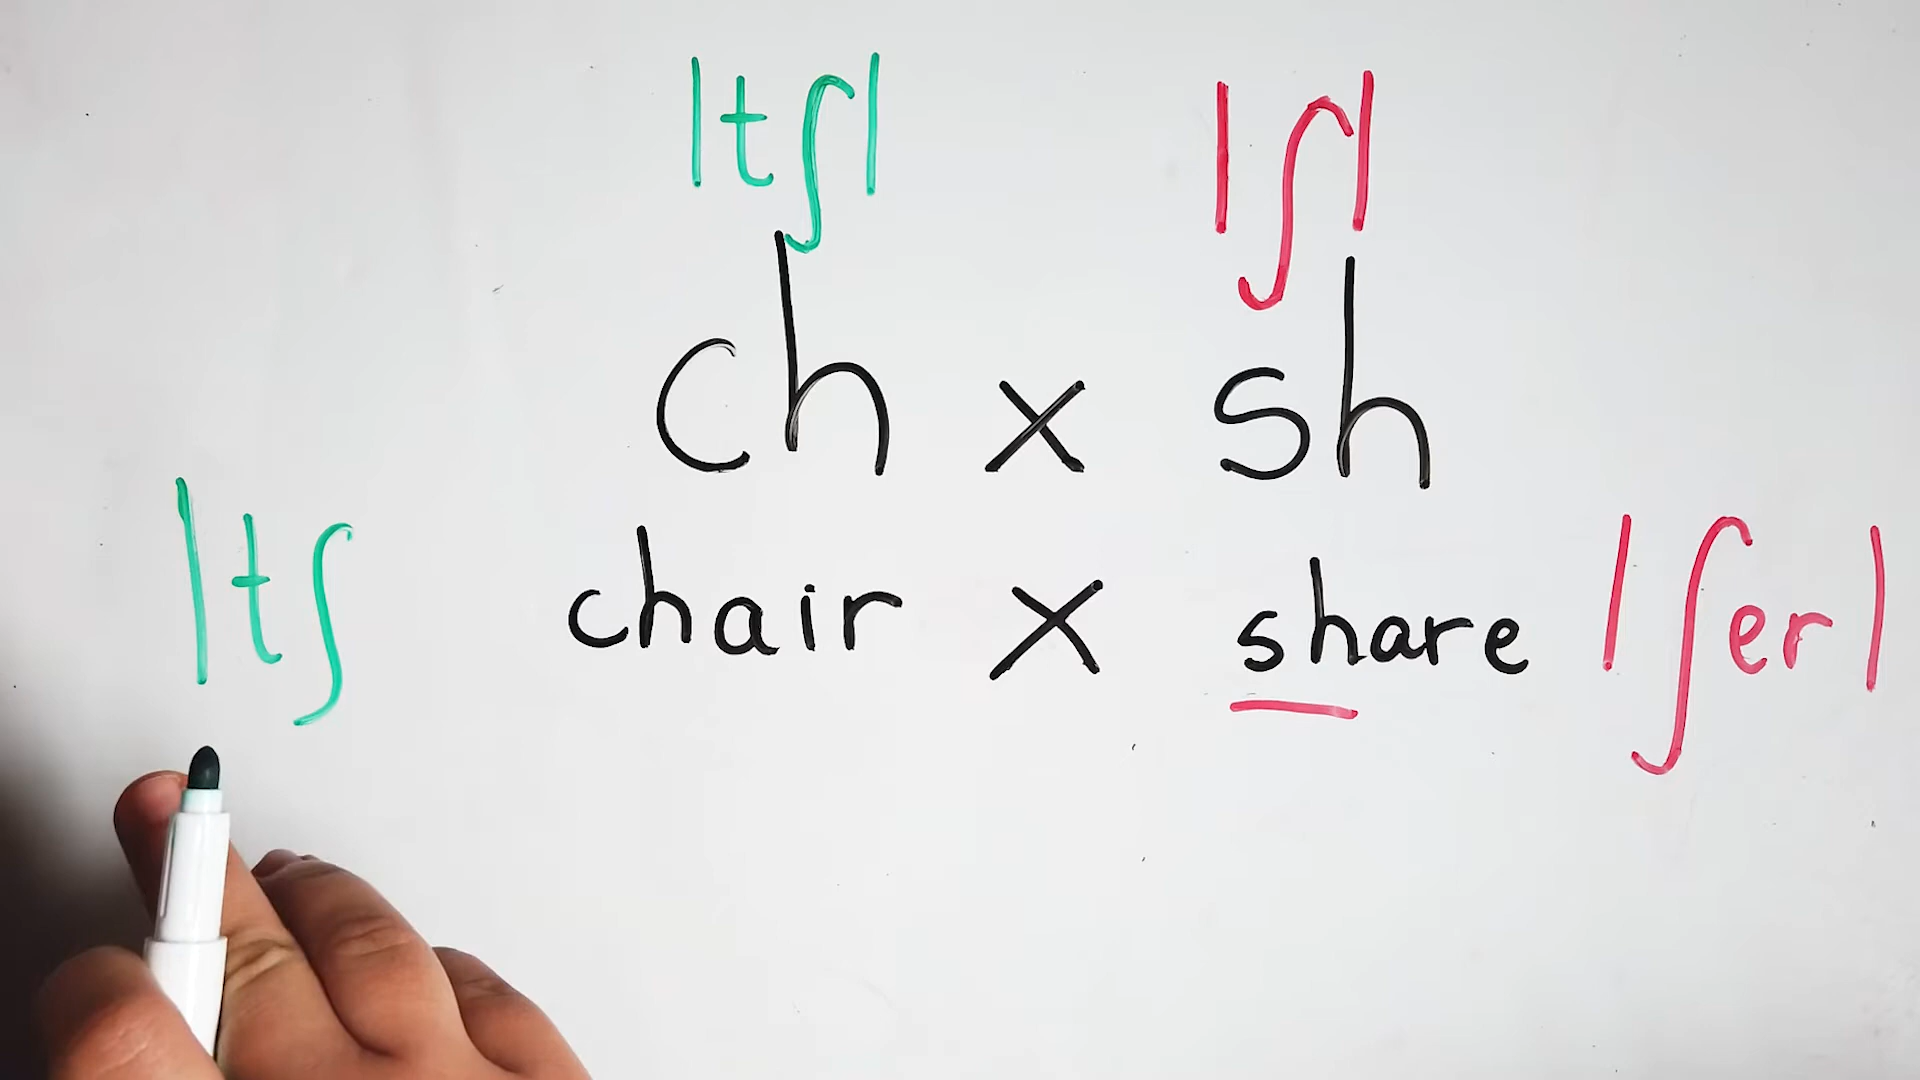 |tʃ| |ʃ|
ch x sh
|tʃ chair x share |ʃer|